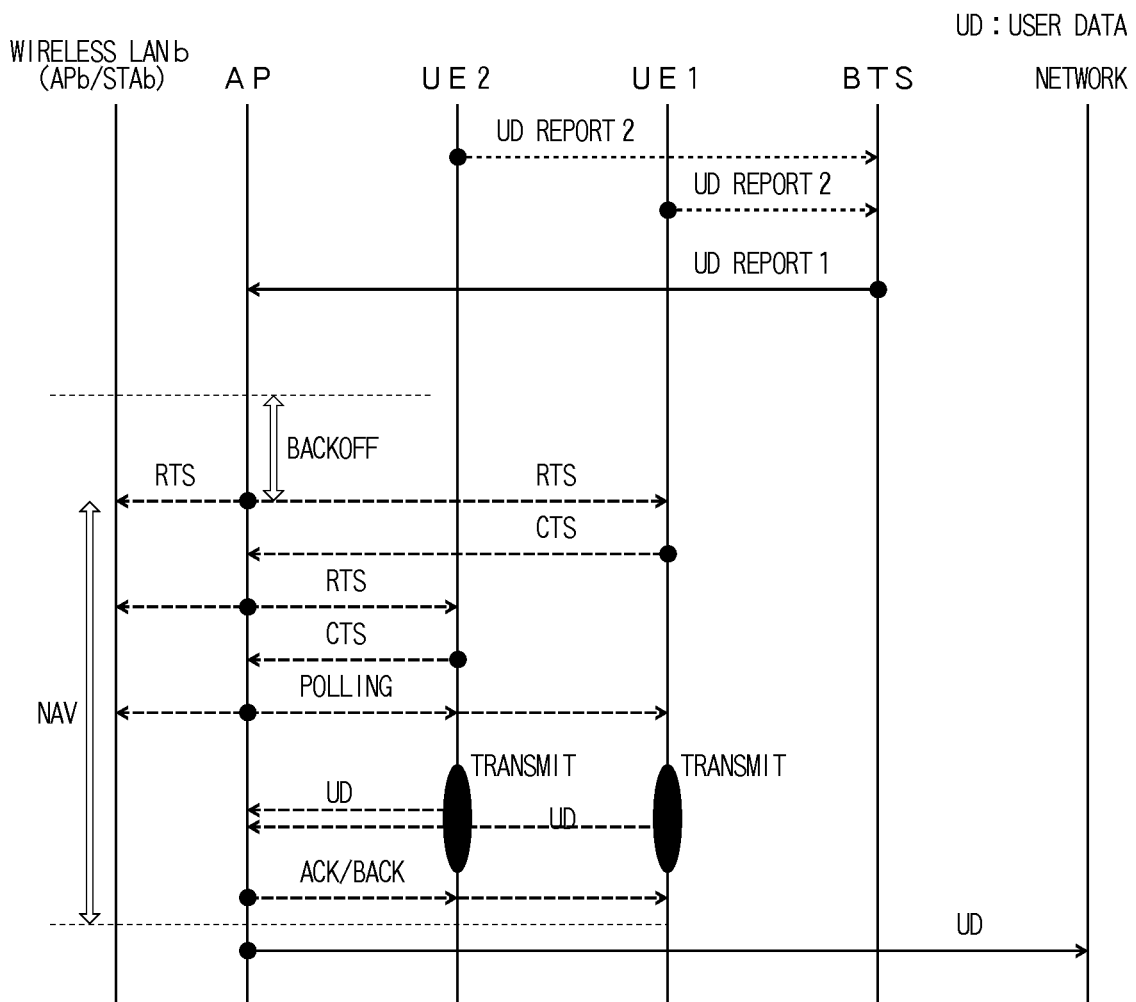 UD : USER DATA
WIRELESS LANb
(APb/STAb)
AP
UE2
UE1
BTS
NETWORK
UD REPORT 2
UD REPORT 2
UD REPORT 1
BACKOFF
RTS
RTS
CTS
RTS
CTS
POLLING
NAV
TRANSMIT
TRANSMIT
UD
UD
ACK/BACK
UD